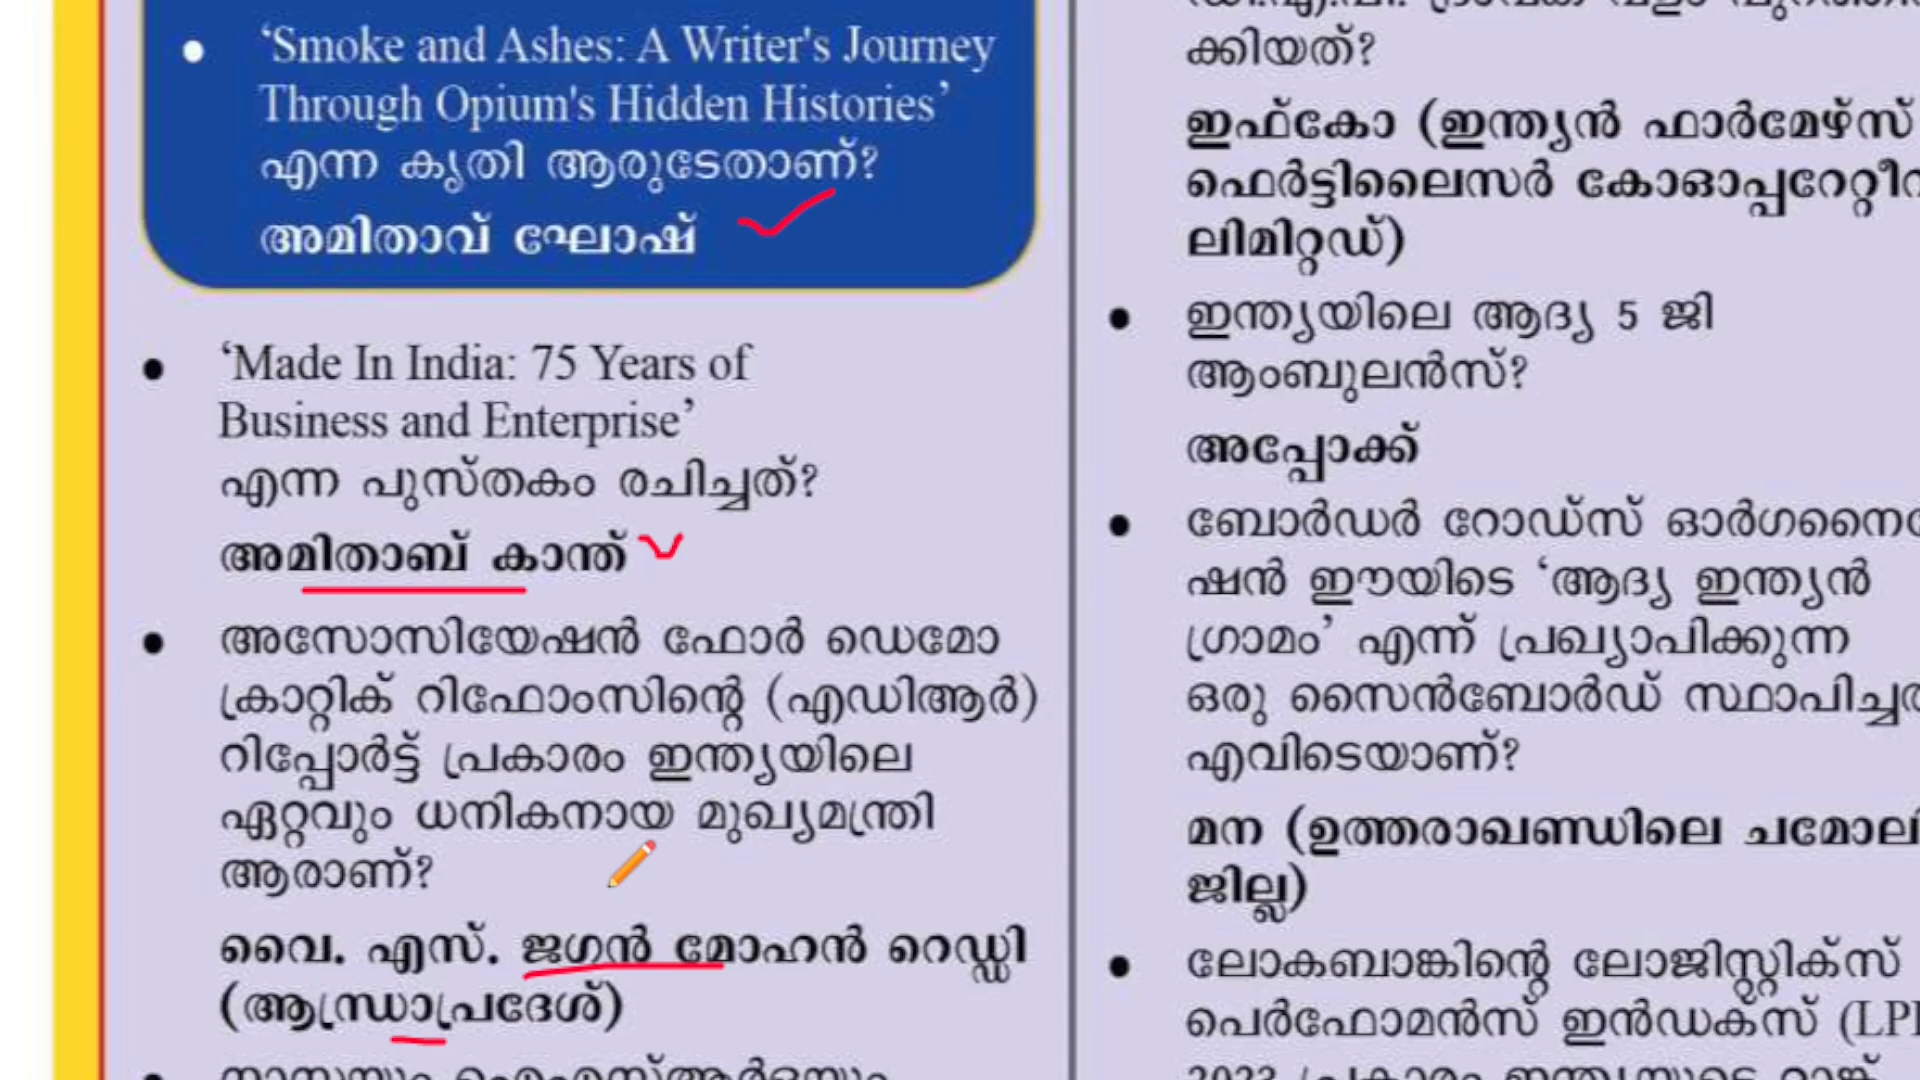 ‘Smoke and Ashes: A Writer's Journey
Through Opium's Hidden Histories’
എന്ന കൃതി ആരുടേതാണ്?
അമിതാവ് ഘോഷ്
‘Made In India: 75 Years of
Business and Enterprise’
എന്ന പുസ്തകം രചിച്ചത്?
അമിതാബ് കാന്ത്
അസോസിയേഷൻ ഫോർ ഡെമോ
ക്രാറ്റിക് റിഫോംസിന്റെ (എഡിആർ)
റിപ്പോർട്ട് പ്രകാരം ഇന്ത്യയിലെ
ഏറ്റവും ധനികനായ മുഖ്യമന്ത്രി
ആരാണ്?
വൈ. എസ്. ജഗൻ മോഹൻ റെഡ്ഡി
(ആന്ധ്രാപ്രദേശ്)
ക്കിയത്?
ഇഫ്കോ (ഇന്ത്യൻ ഫാർമേഴ്സ്
ഫെർട്ടിലൈസർ
ലിമിറ്റഡ്)
ഇന്ത്യയിലെ ആദ്യ 5 ജി
ആംബുലൻസ്?
അപ്പോക്ക്
ബോർഡർ റോഡ്സ്
ഷൻ ഈയിടെ ‘ആദ്യ ഇന്ത്യൻ
ഗ്രാമം’ എന്ന് പ്രഖ്യാപിക്കുന്ന
ഒരു സൈൻബോർഡ്
എവിടെയാണ്?
മന (ഉത്തരാഖണ്ഡിലെ ചമോലി
ജില്ല)
ലോകബാങ്കിന്റെ ലോജിസ്റ്റിക്സ്
പെർഫോമൻസ് ഇൻഡക്സ് (LPI